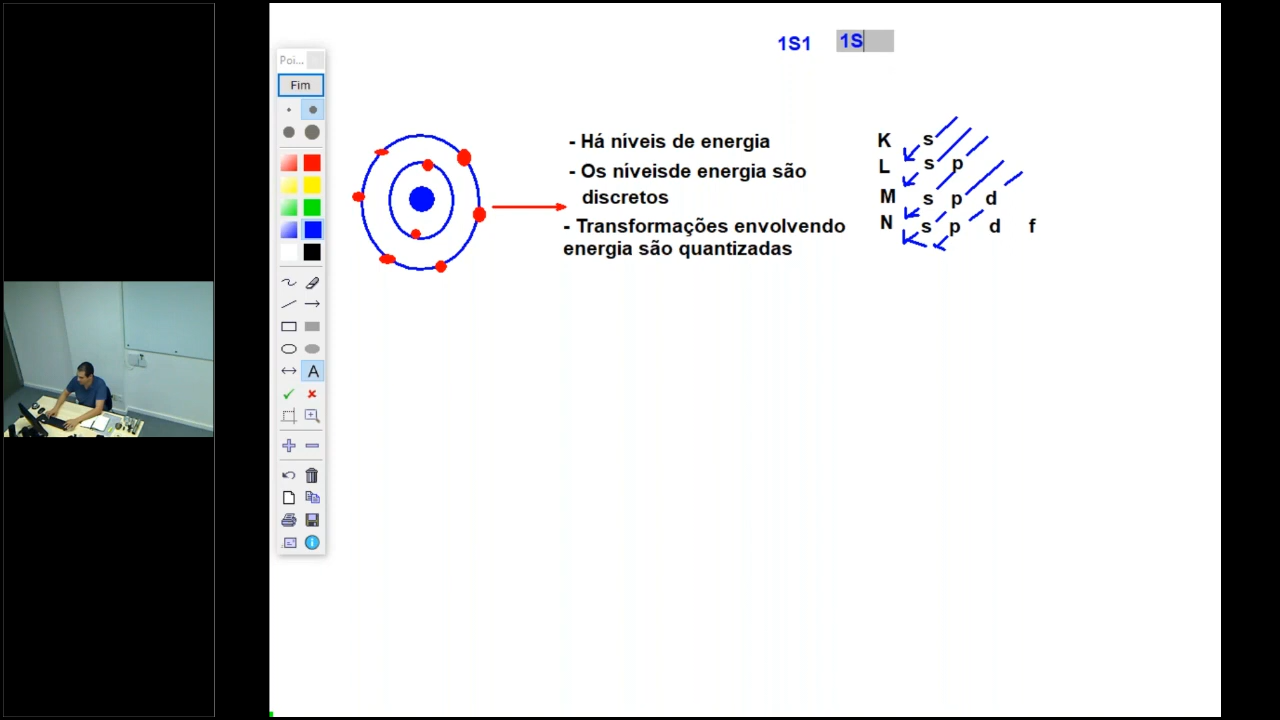 1S1 1S
Poi...
Fim
A
- Há níveis de energia
- Os níveisde energia são
discretos
- Transformações envolvendo
energia são quantizadas
K s
L s p
M s p d
N s p d f